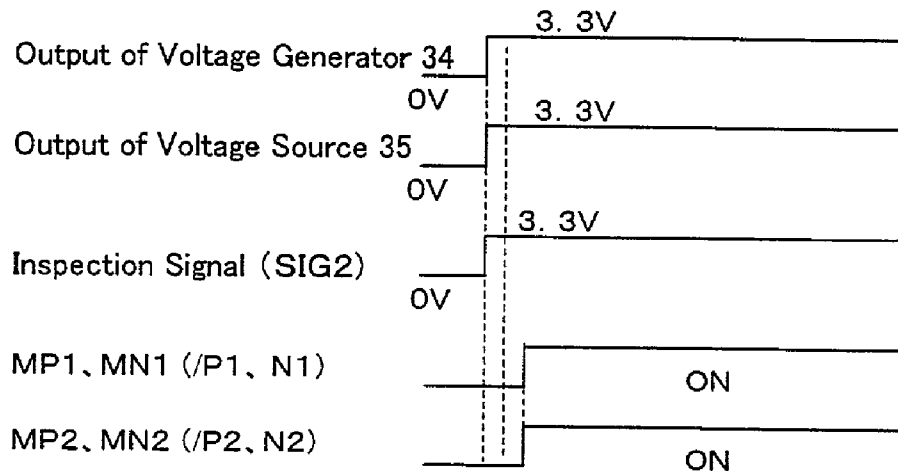 3. 3V
Output of Voltage Generator 34
0V
3. 3V
Output of Voltage Source 35
0V
3. 3V
Inspection Signal (SIG2)
0V
MP1、MN1 (/P1、N1)
ON
MP2、MN2 (/P2、N2)
ON